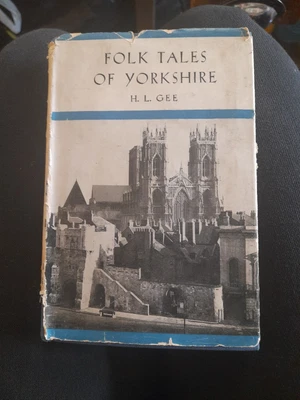 FOLK TALES
OF YORKSHIRE
H. L. GEE